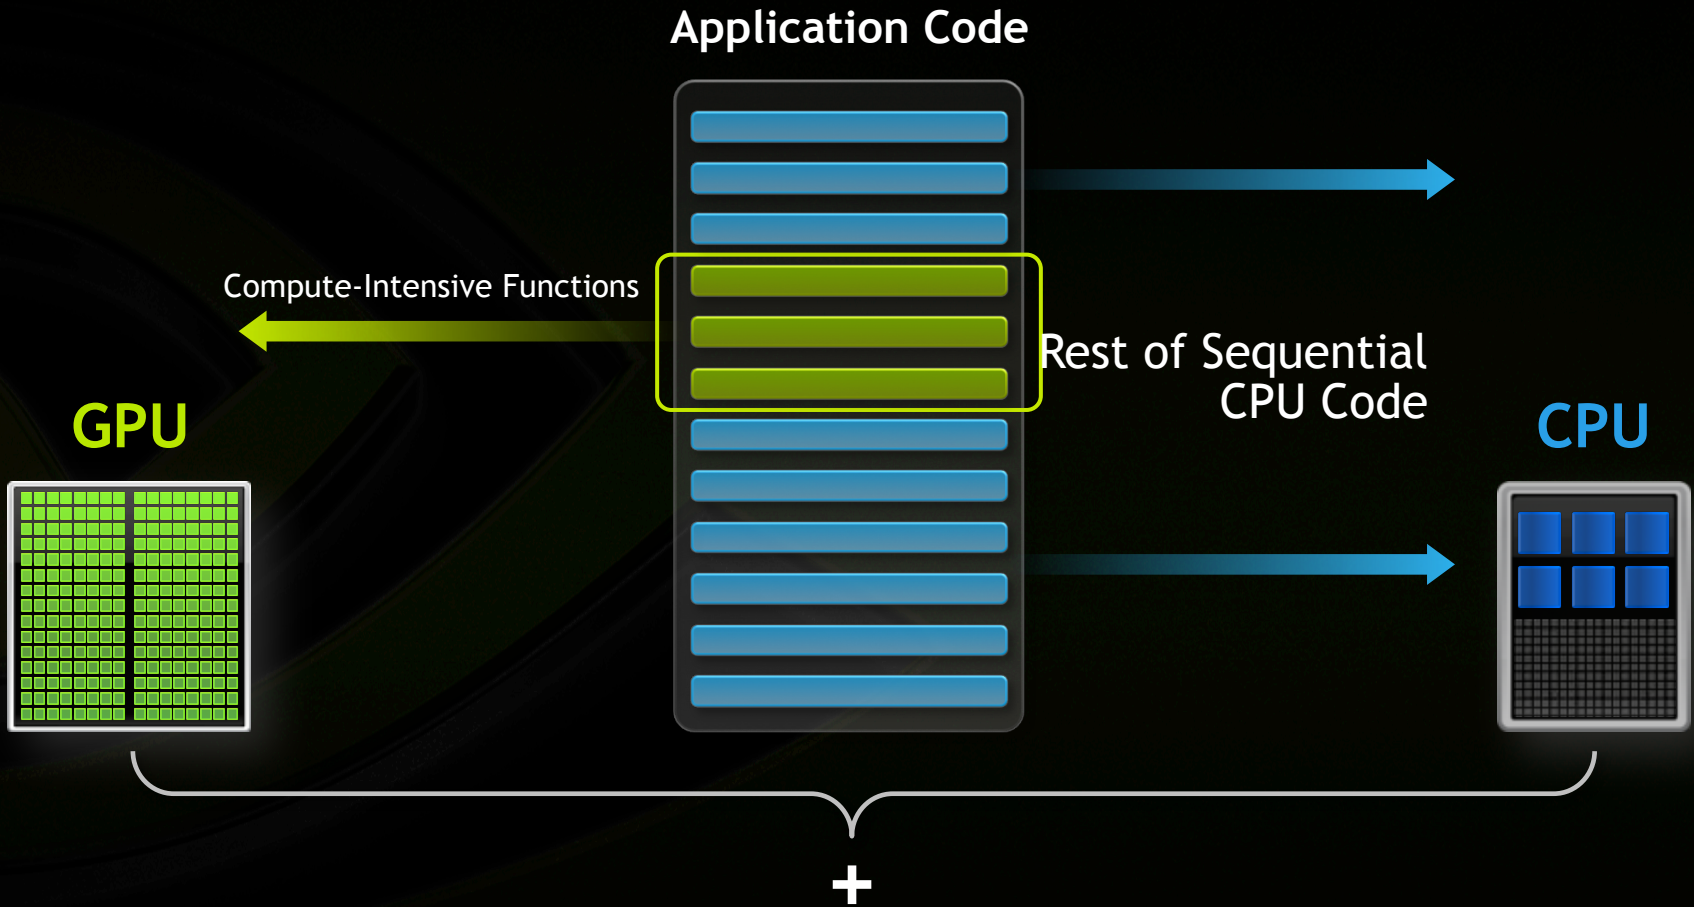 Application Code
Compute-Intensive Functions
Rest of Sequential
CPU Code
GPU
CPU
+